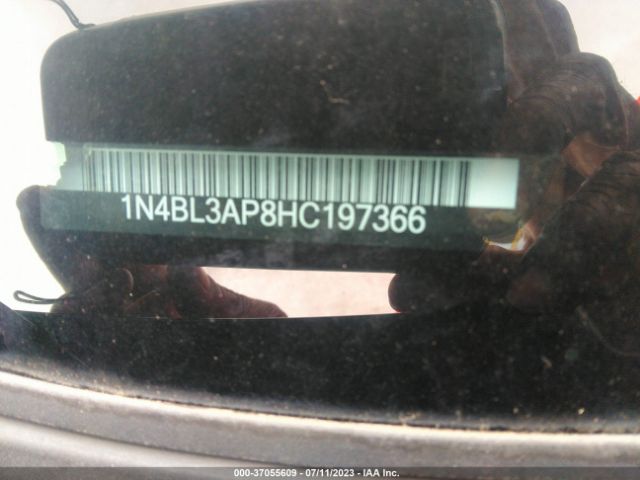 1N4BL3AP8HC197366
000-37055609 - 07/11/2023 - IAA Inc.